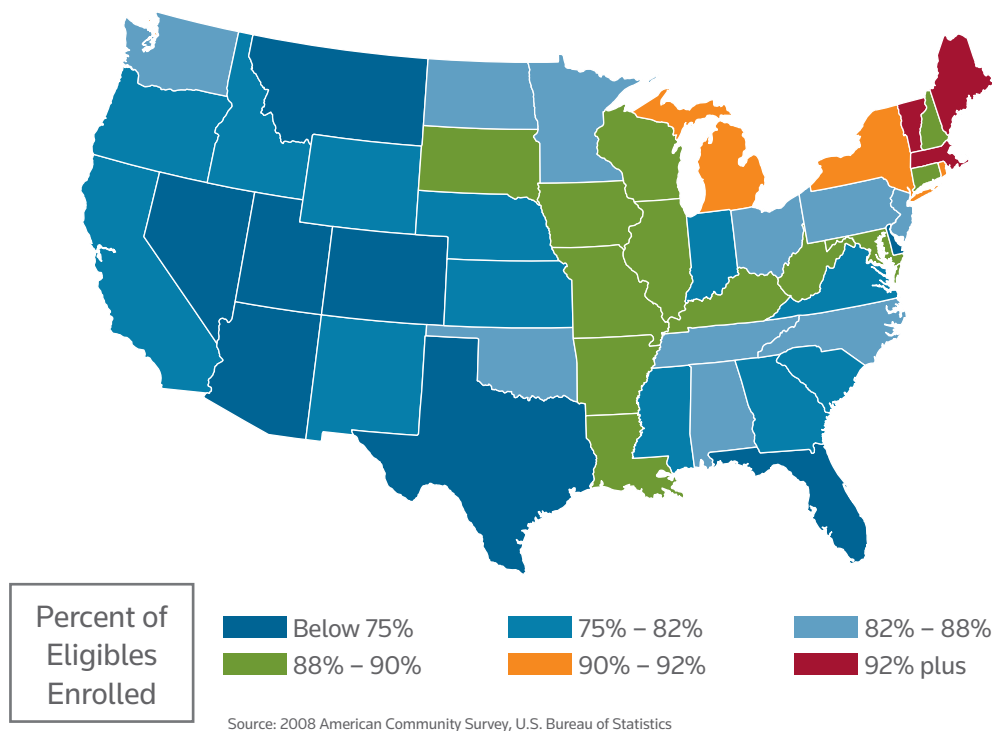 Percent of
Eligibles
Enrolled
Below 75%
75% – 82%
82% – 88%
88% – 90%
90% – 92%
92% plus
Source: 2008 American Community Survey, U.S. Bureau of Statistics